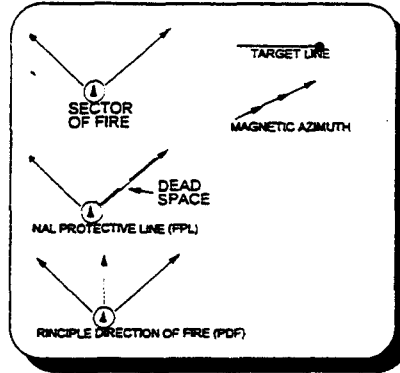 SECTOR
OF FIRE
TARGET LINE
MAGNETIC AZIMUTH
DEAD
SPACE
NAL PROTECTIVE LINE (FPL)
RINCIPLE DIRECTION OF FIRE (PDF)